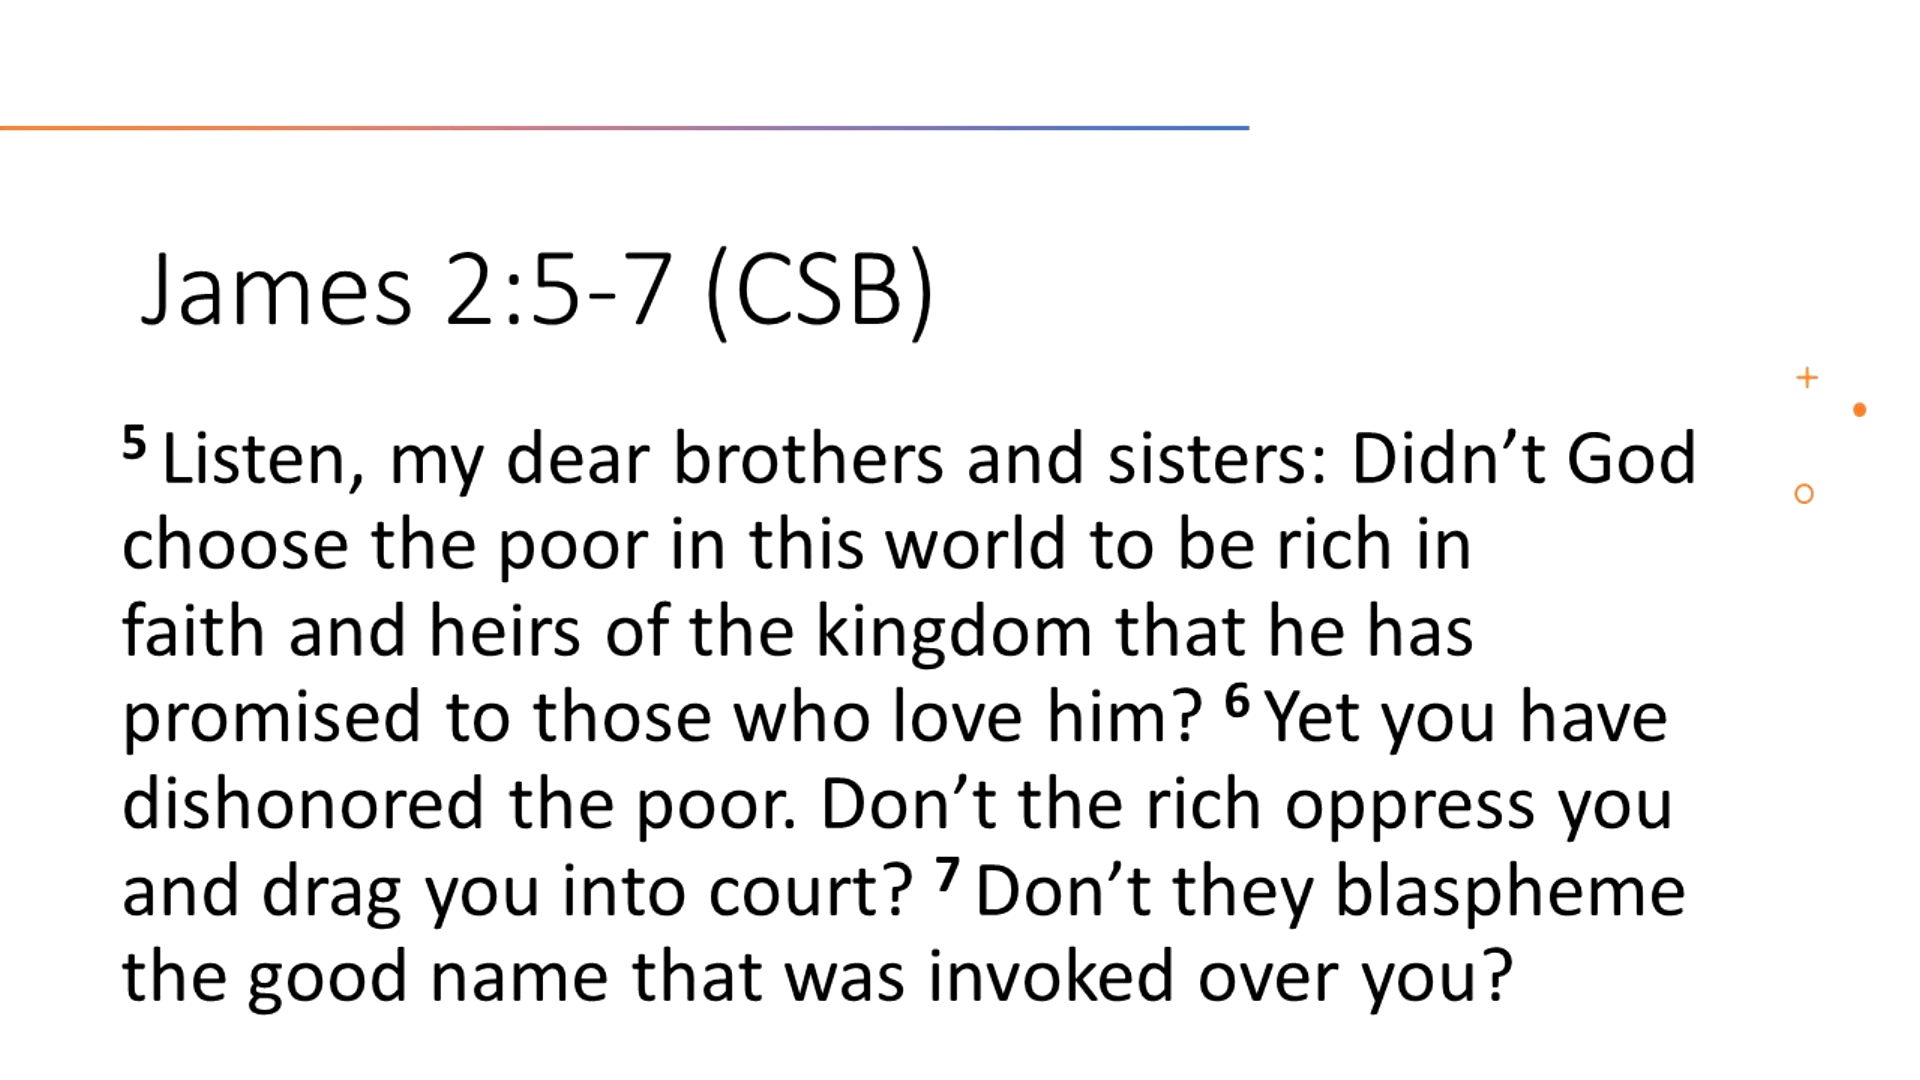 James 2:5-7 (CSB)
5 Listen, my dear brothers and sisters: Didn’t God
choose the poor in this world to be rich in
faith and heirs of the kingdom that he has
promised to those who love him? 6 Yet you have
dishonored the poor. Don’t the rich oppress you
and drag you into court? 7 Don’t they blaspheme
the good name that was invoked over you?